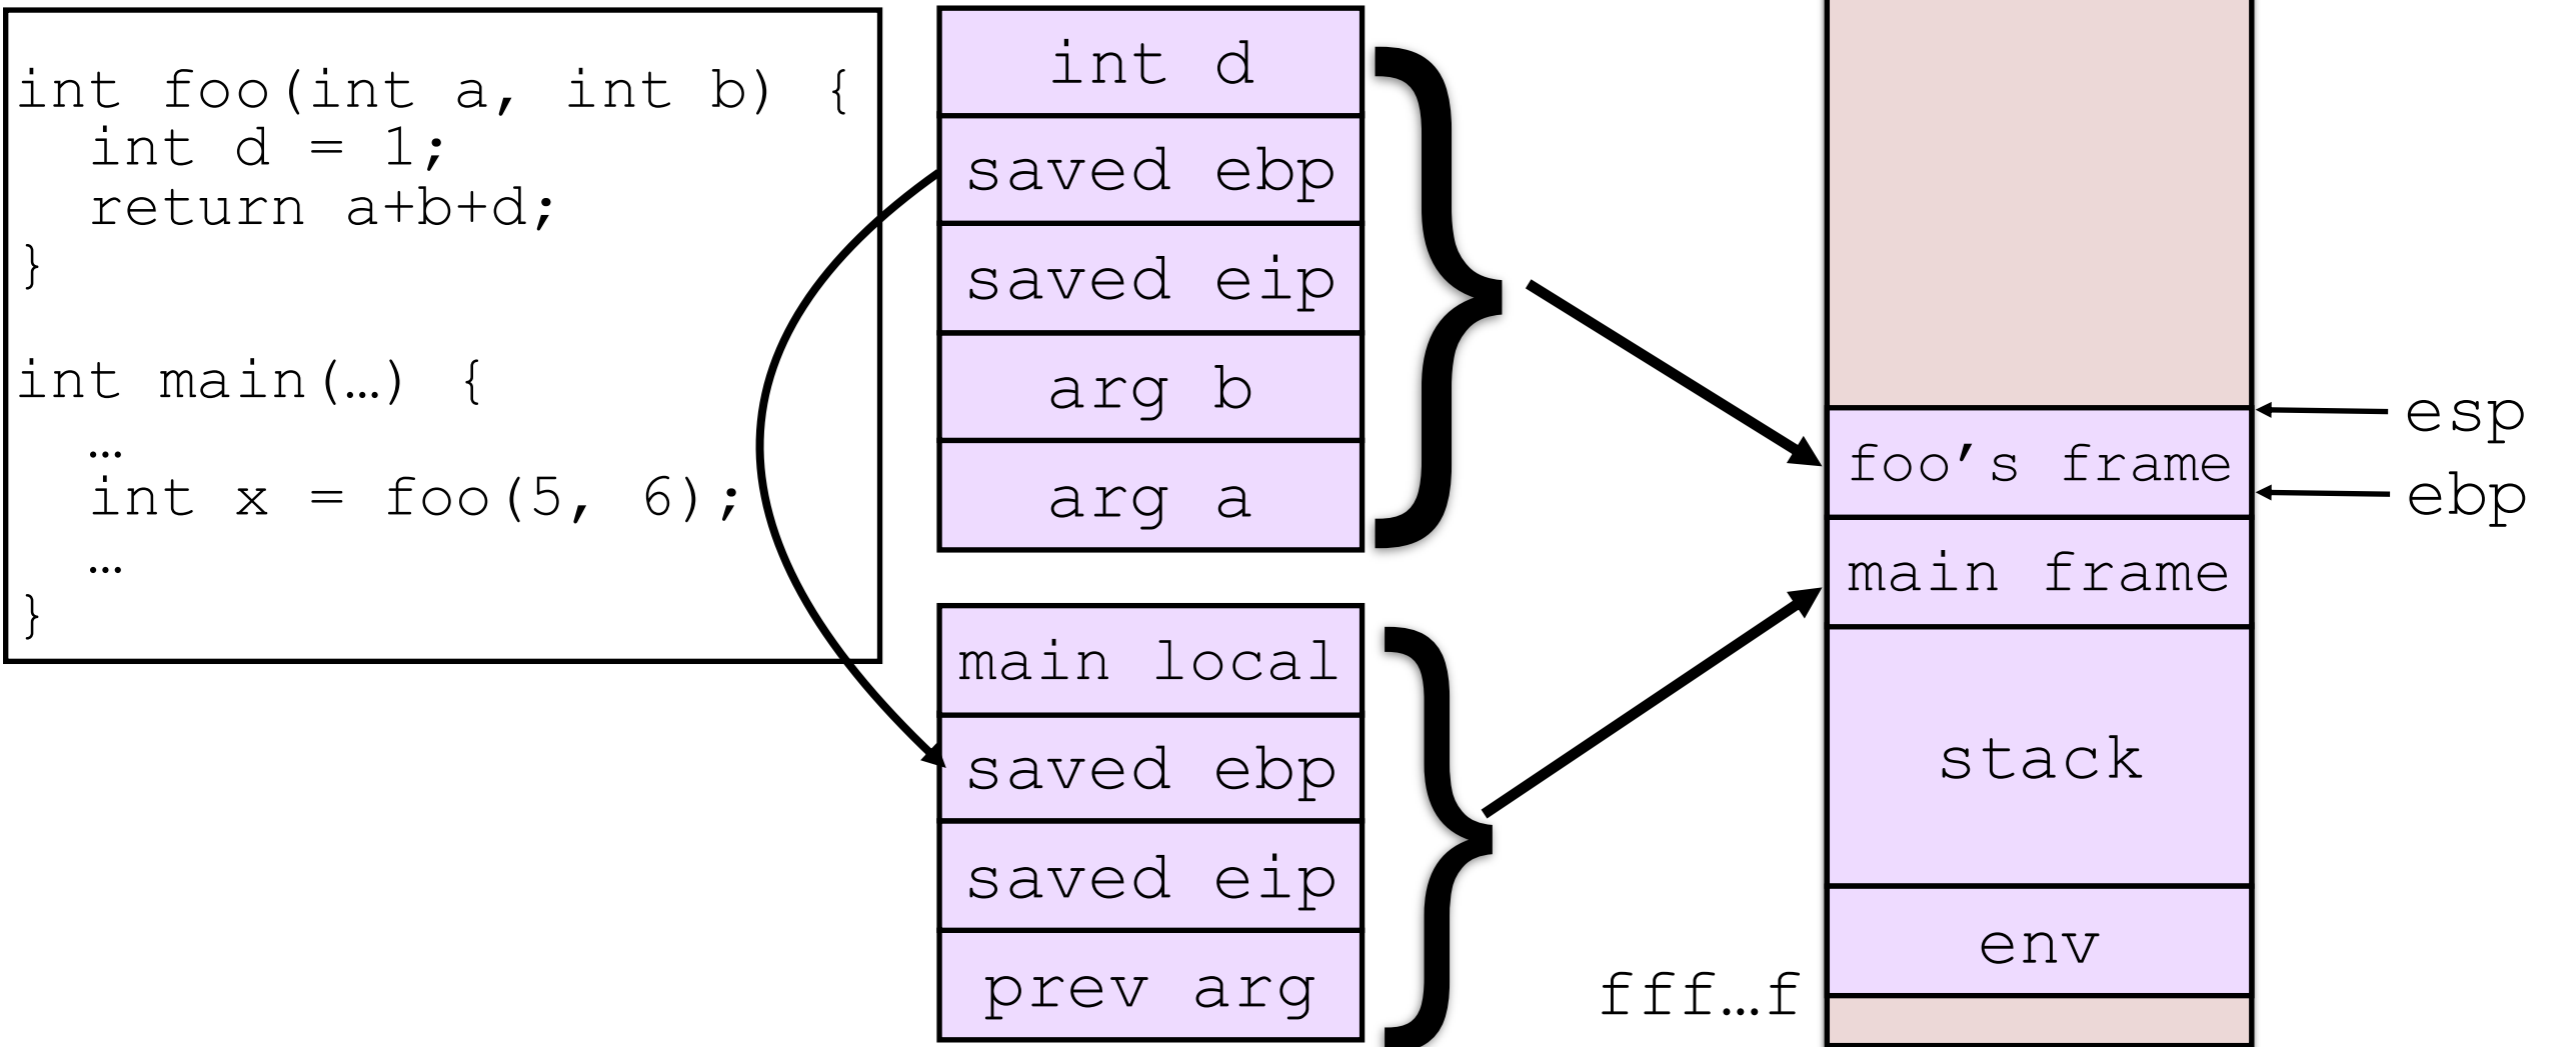 int foo(int a, int b) {
  int d = 1;
  return a+b+d;
}
int main(…) {
  …
  int x = foo(5, 6);
  …
}
int d
saved ebp
saved eip
arg b
arg a
main local
saved ebp
saved eip
prev arg
foo’s frame
main frame
stack
env
esp
ebp
fff…f